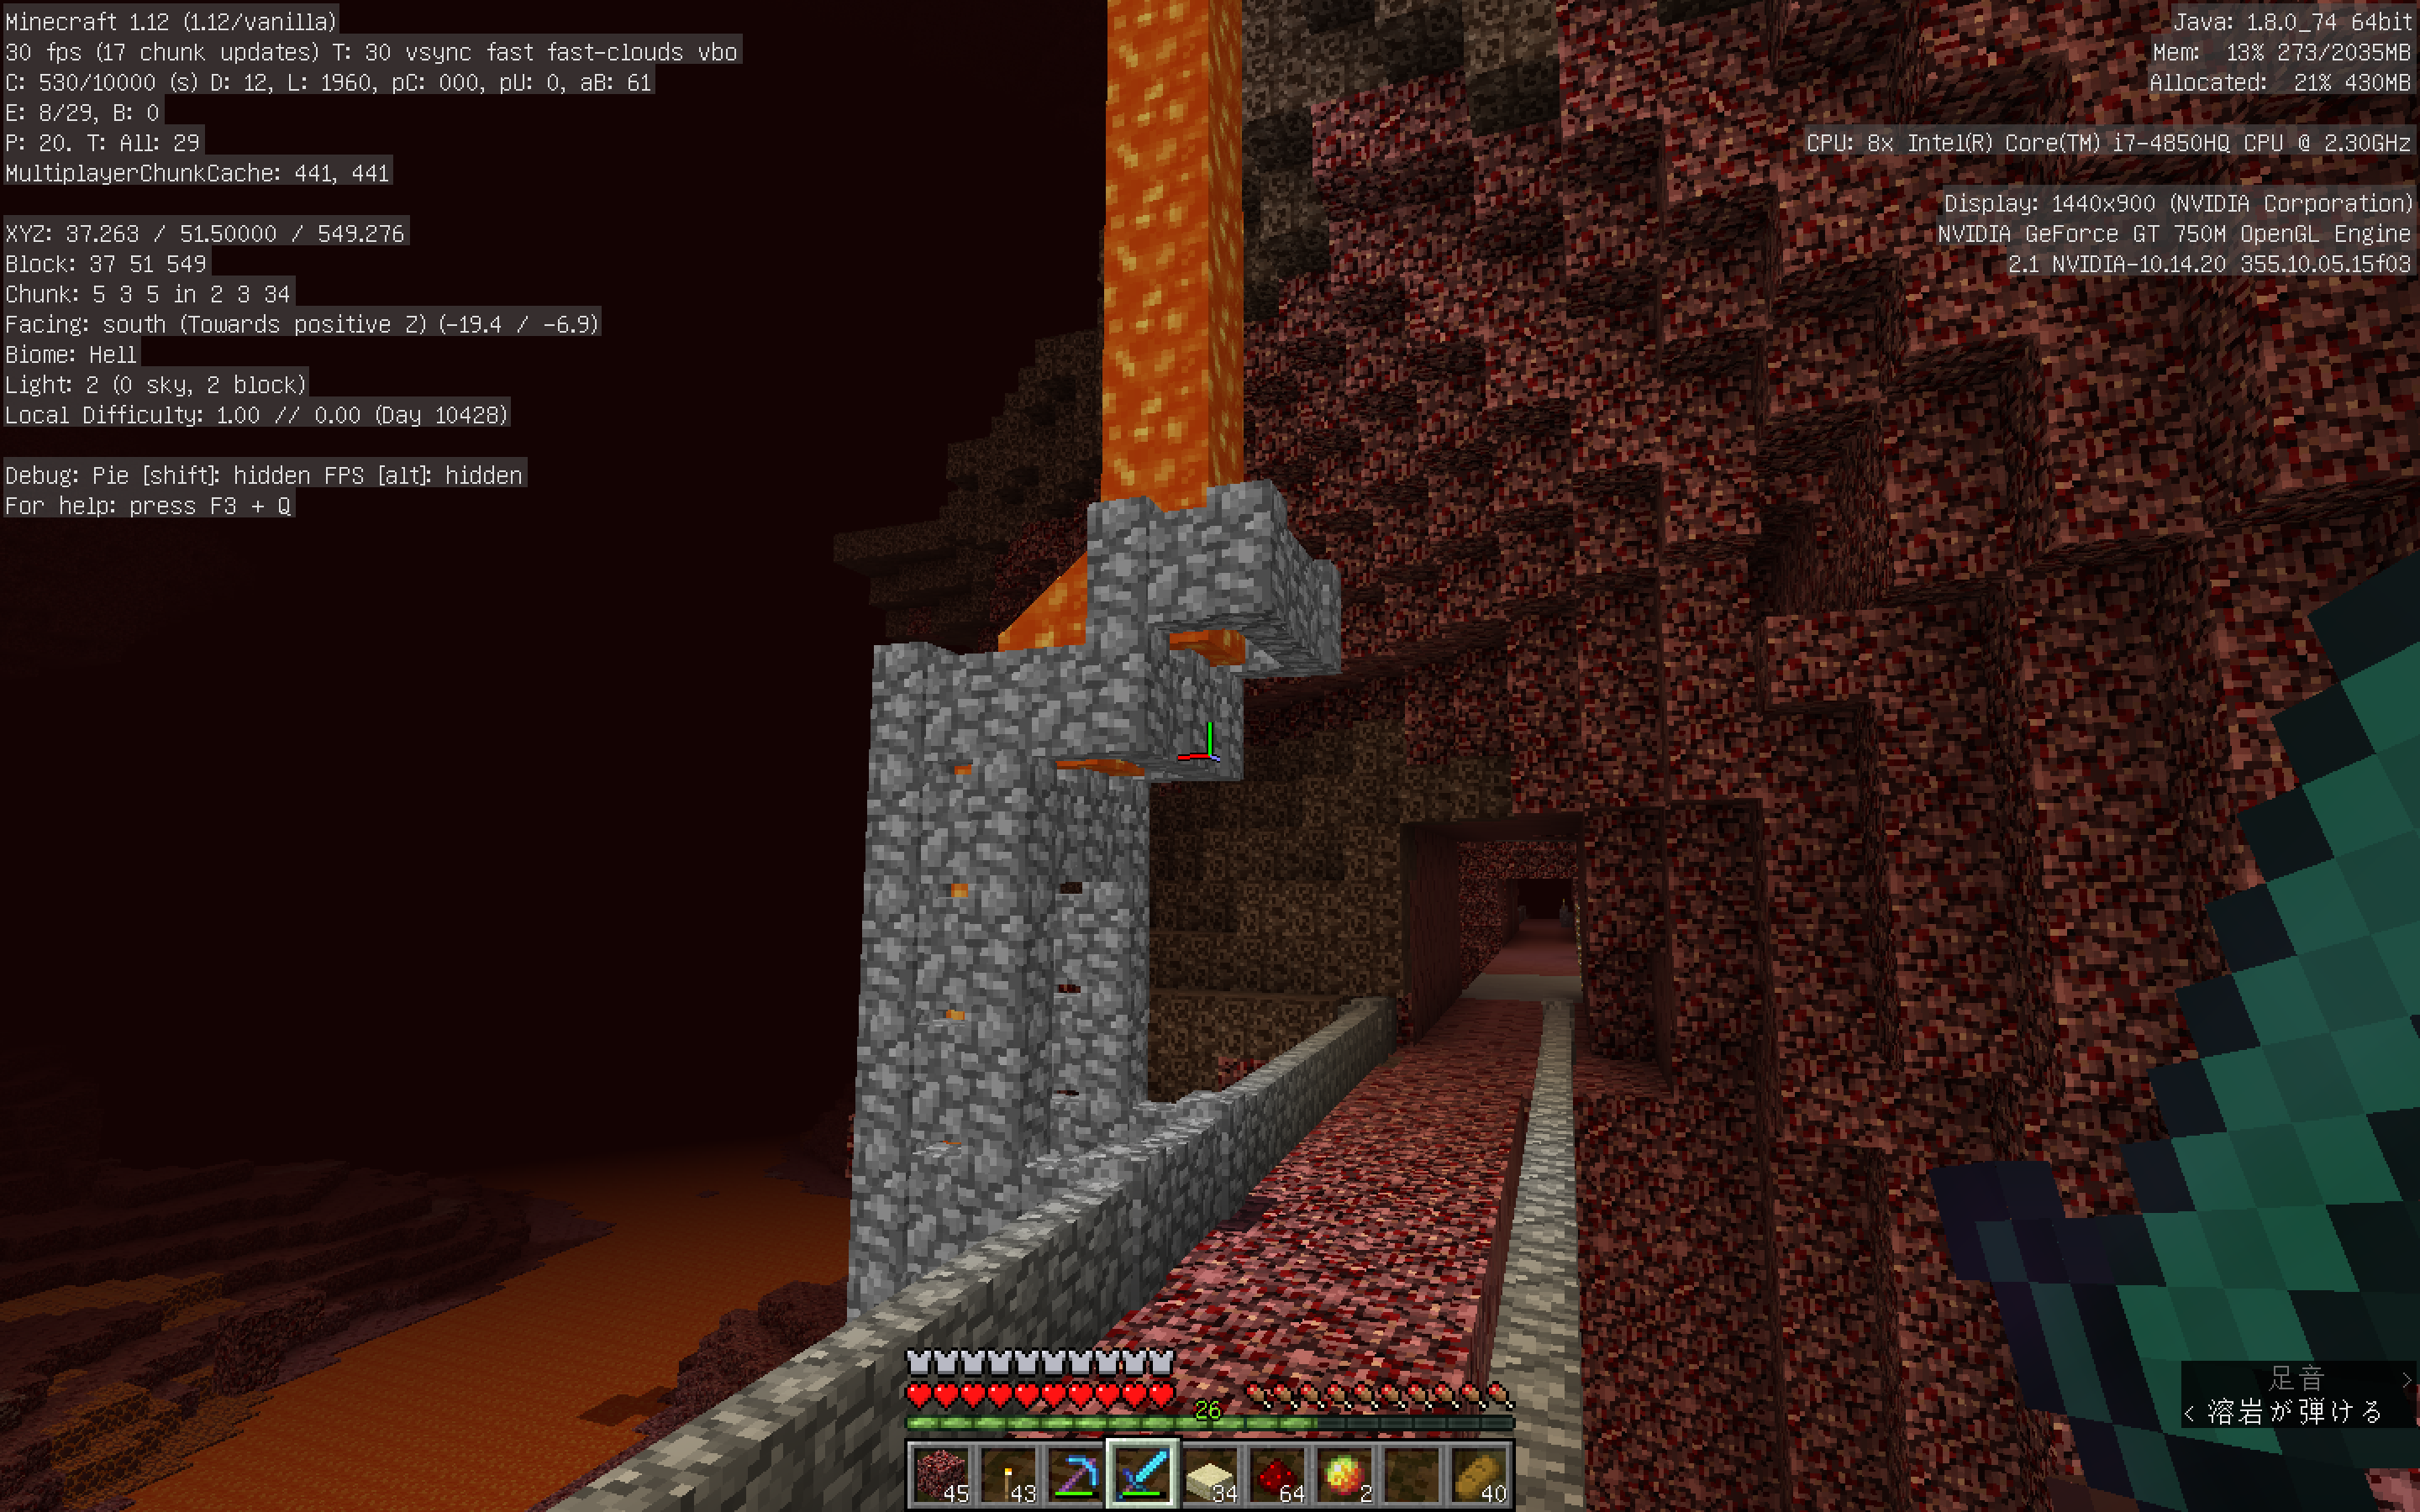 Minecraft 1.12 (1.12/vanilla)
30 fps (17 chunk updates) T: 30 vsync fast fast-clouds vbo
C: 530/10000 (s) D: 12, L: 1960, pC: 000, pU: 0, aB: 61
E: 8/29, B: 0
P: 20. T: All: 29
MultiplayerChunkCache: 441, 441
XYZ: 37.263 / 51.50000 / 549.276
Block: 37 51 549
Chunk: 5 3 5 in 2 3 34
Facing: south (Towards positive Z) (-19.4 / -6.9)
Biome: Hell
Light: 2 (0 sky, 2 block)
Local Difficulty: 1.00 // 0.00 (Day 10428)
Debug: Pie [shift]: hidden FPS [alt]: hidden
For help: press F3 + Q
Java: 1.8.0_74 64bit
Mem: 13% 273/2035MB
Allocated: 21% 430MB
CPU: 8x Intel(R) Core(TM) i7-4850HQ CPU @ 2.30GHz
Display: 1440x900 (NVIDIA Corporation)
NVIDIA GeForce GT 750M OpenGL Engine
2.1 NVIDIA-10.14.20 355.10.05.15f03
足音 >
< 溶岩が弾ける
26
45 43 34 64 2 40